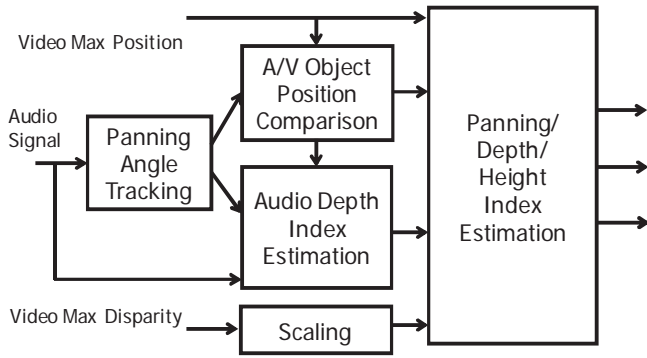 Video Max Position
A/V Object
Position
Comparison
Audio
Signal
Panning
Angle
Tracking
Audio Depth
Index
Estimation
Video Max Disparity
Scaling
Panning/
Depth/
Height
Index
Estimation